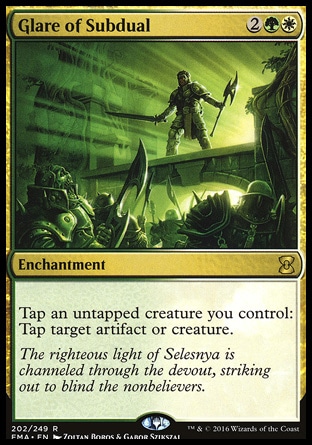 Glare of Subdual 2
Enchantment
Tap an untapped creature you control:
Tap target artifact or creature.
The righteous light of Selesnya is
channeled through the devout, striking
out to blind the nonbelievers.
202/249 R
EMA • EN Zoltan Boros & Gabor Szikszai ™ & © 2016 Wizards of the Coast